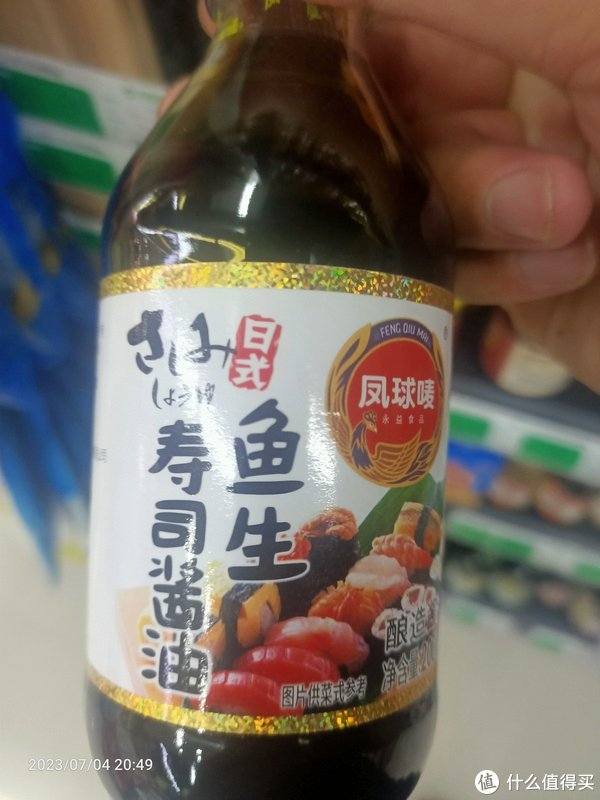 さしみ
しょうゆ
日式
鱼生
寿司酱油
FENG QIU MAI
凤球唛
永益食品
酿造
净含量
图片供菜式参考
2023/07/04 20:49
值 什么值得买